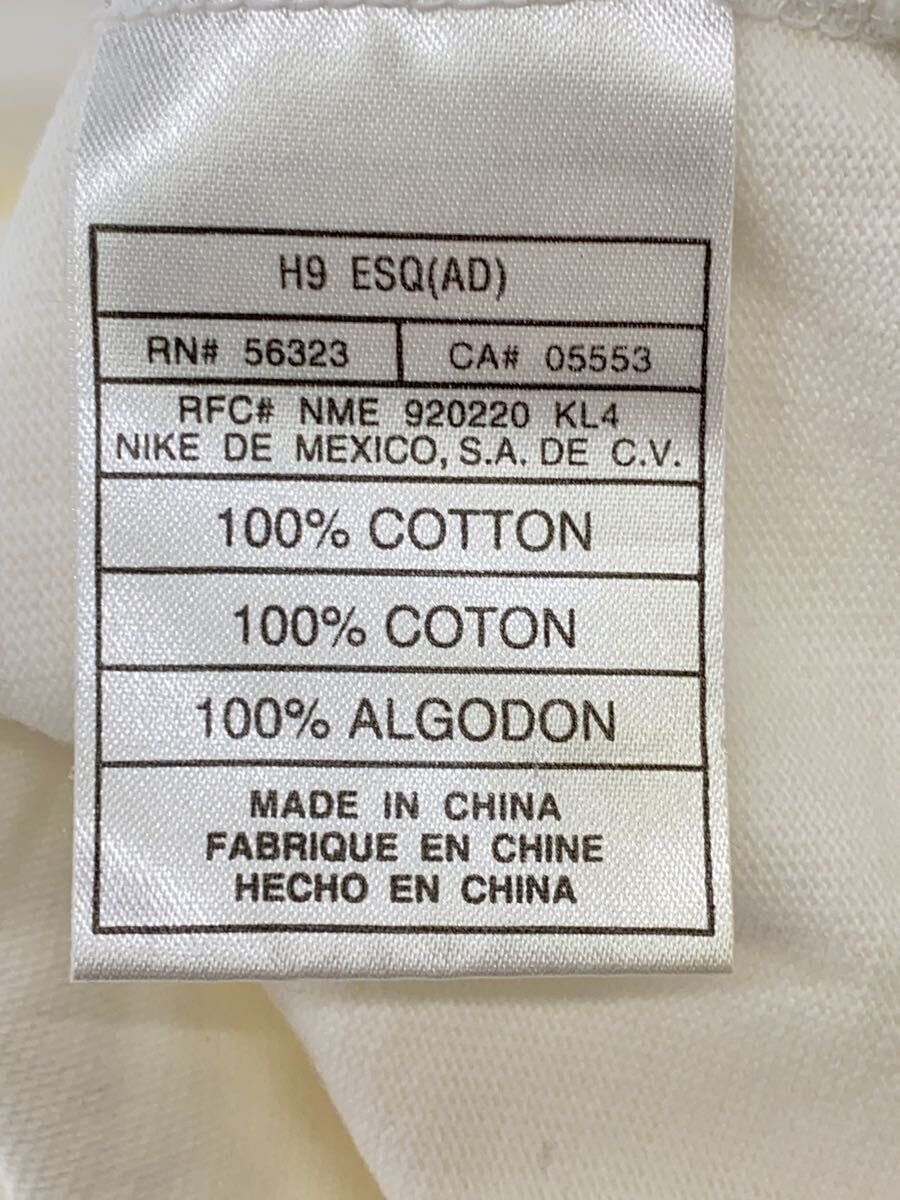 H9 ESQ(AD)
RN# 56323 CA# 05553
RFC# NME 920220 KL4
NIKE DE MEXICO, S.A. DE C.V.
100% COTTON
100% COTON
100% ALGODON
MADE IN CHINA
FABRIQUE EN CHINE
HECHO EN CHINA